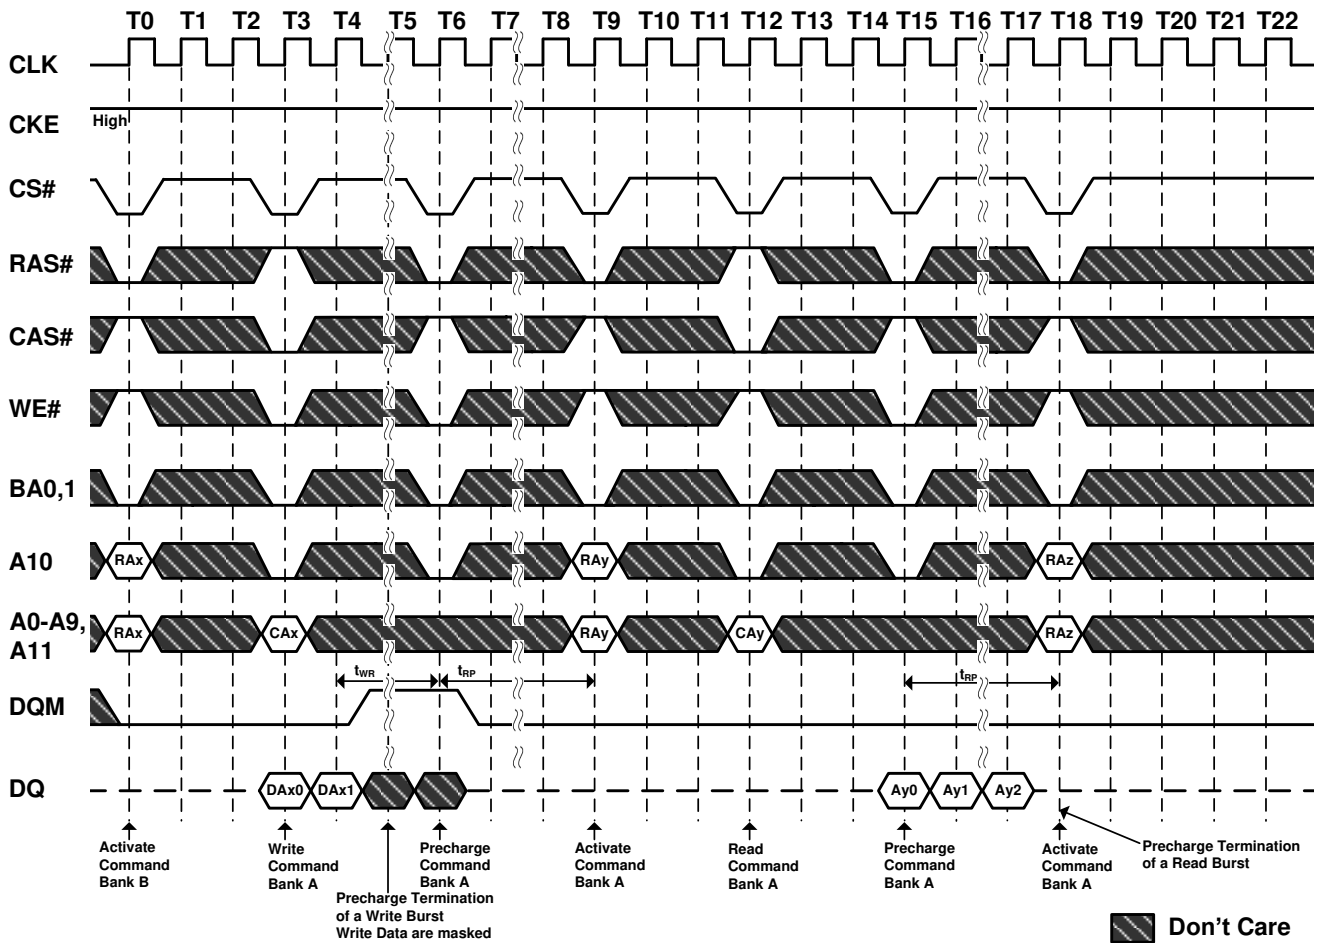 T0 T1 T2 T3 T4 T5 T6 T7 T8 T9 T10 T11 T12 T13 T14 T15 T16 T17 T18 T19 T20 T21 T22
CLK
CKE High
CS#
RAS#
CAS#
WE#
BA0,1
A10 RAx RAy RAz
A0-A9,
A11 RAx CAx RAy CAy RAz
tWR tRP tRP
DQM
DQ DAx0 DAx1 Ay0 Ay1 Ay2
Activate
Command
Bank B
Write
Command
Bank A
Precharge Termination
of a Write Burst
Write Data are masked
Precharge
Command
Bank A
Activate
Command
Bank A
Read
Command
Bank A
Precharge
Command
Bank A
Activate
Command
Bank A
Precharge Termination
of a Read Burst
Don't Care